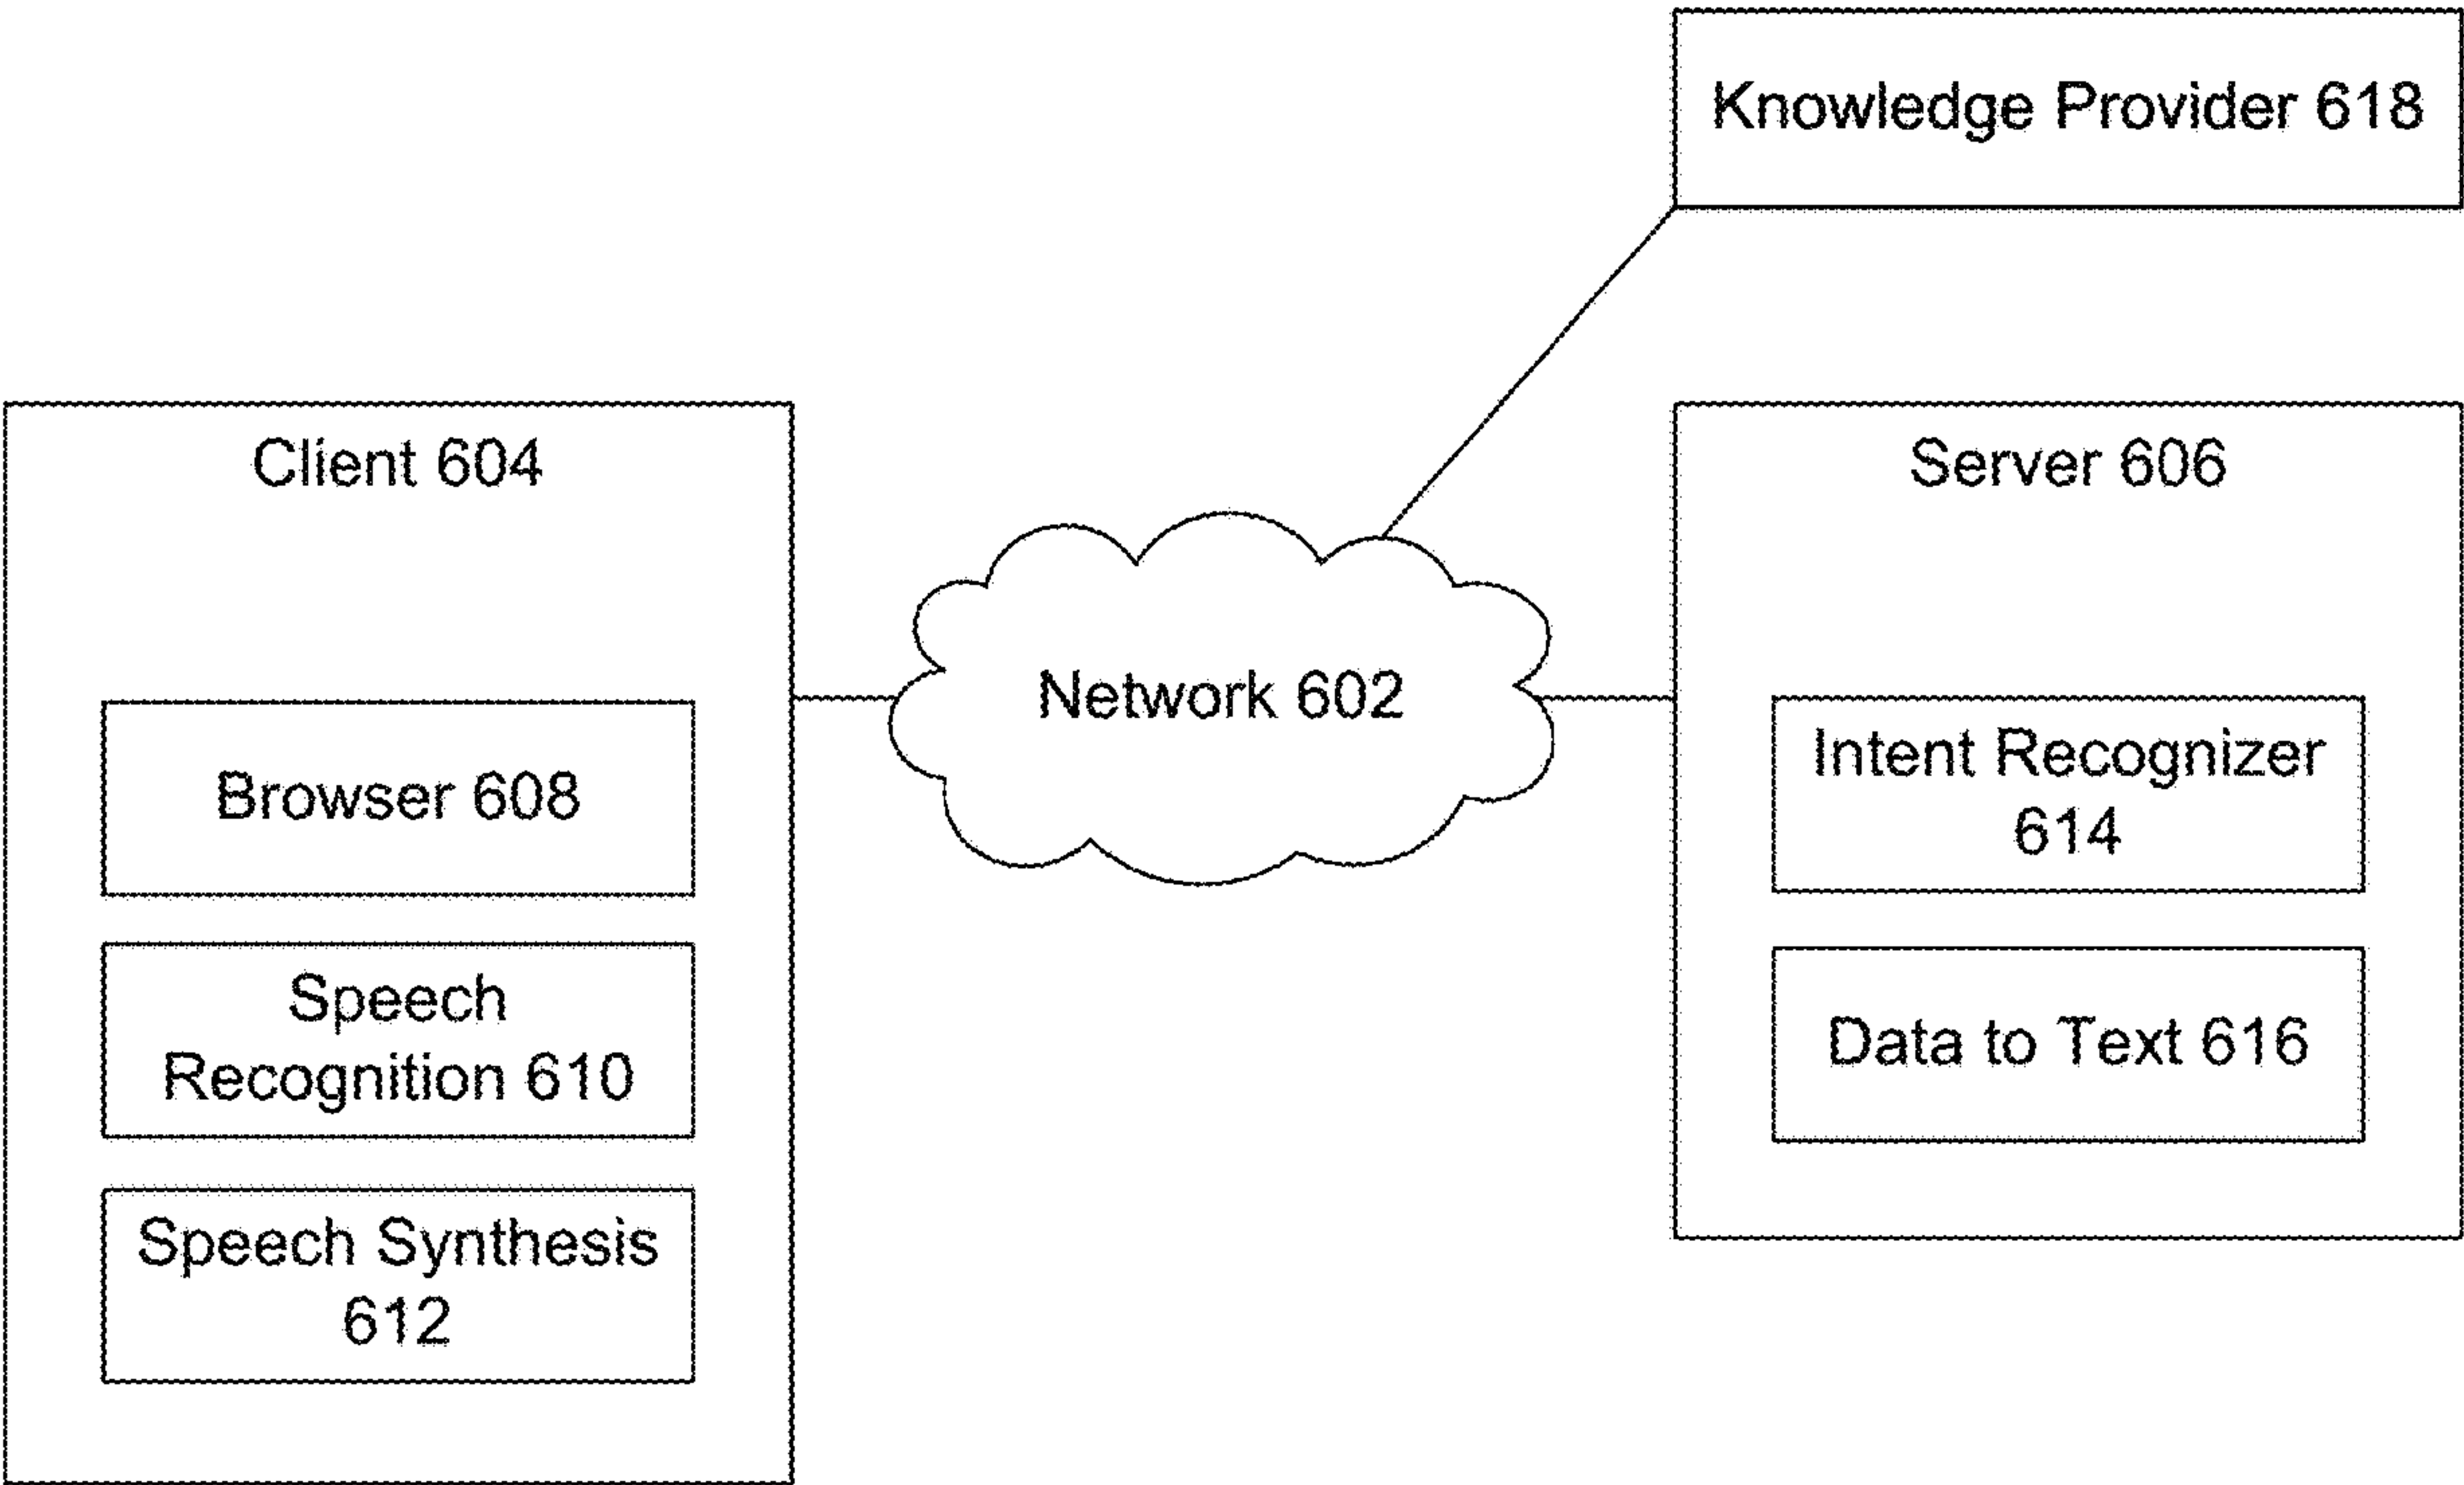 Knowledge Provider 618
Client 604
Browser 608
Speech
Recognition 610
Speech Synthesis
612
Network 602
Server 606
Intent Recognizer
614
Data to Text 616